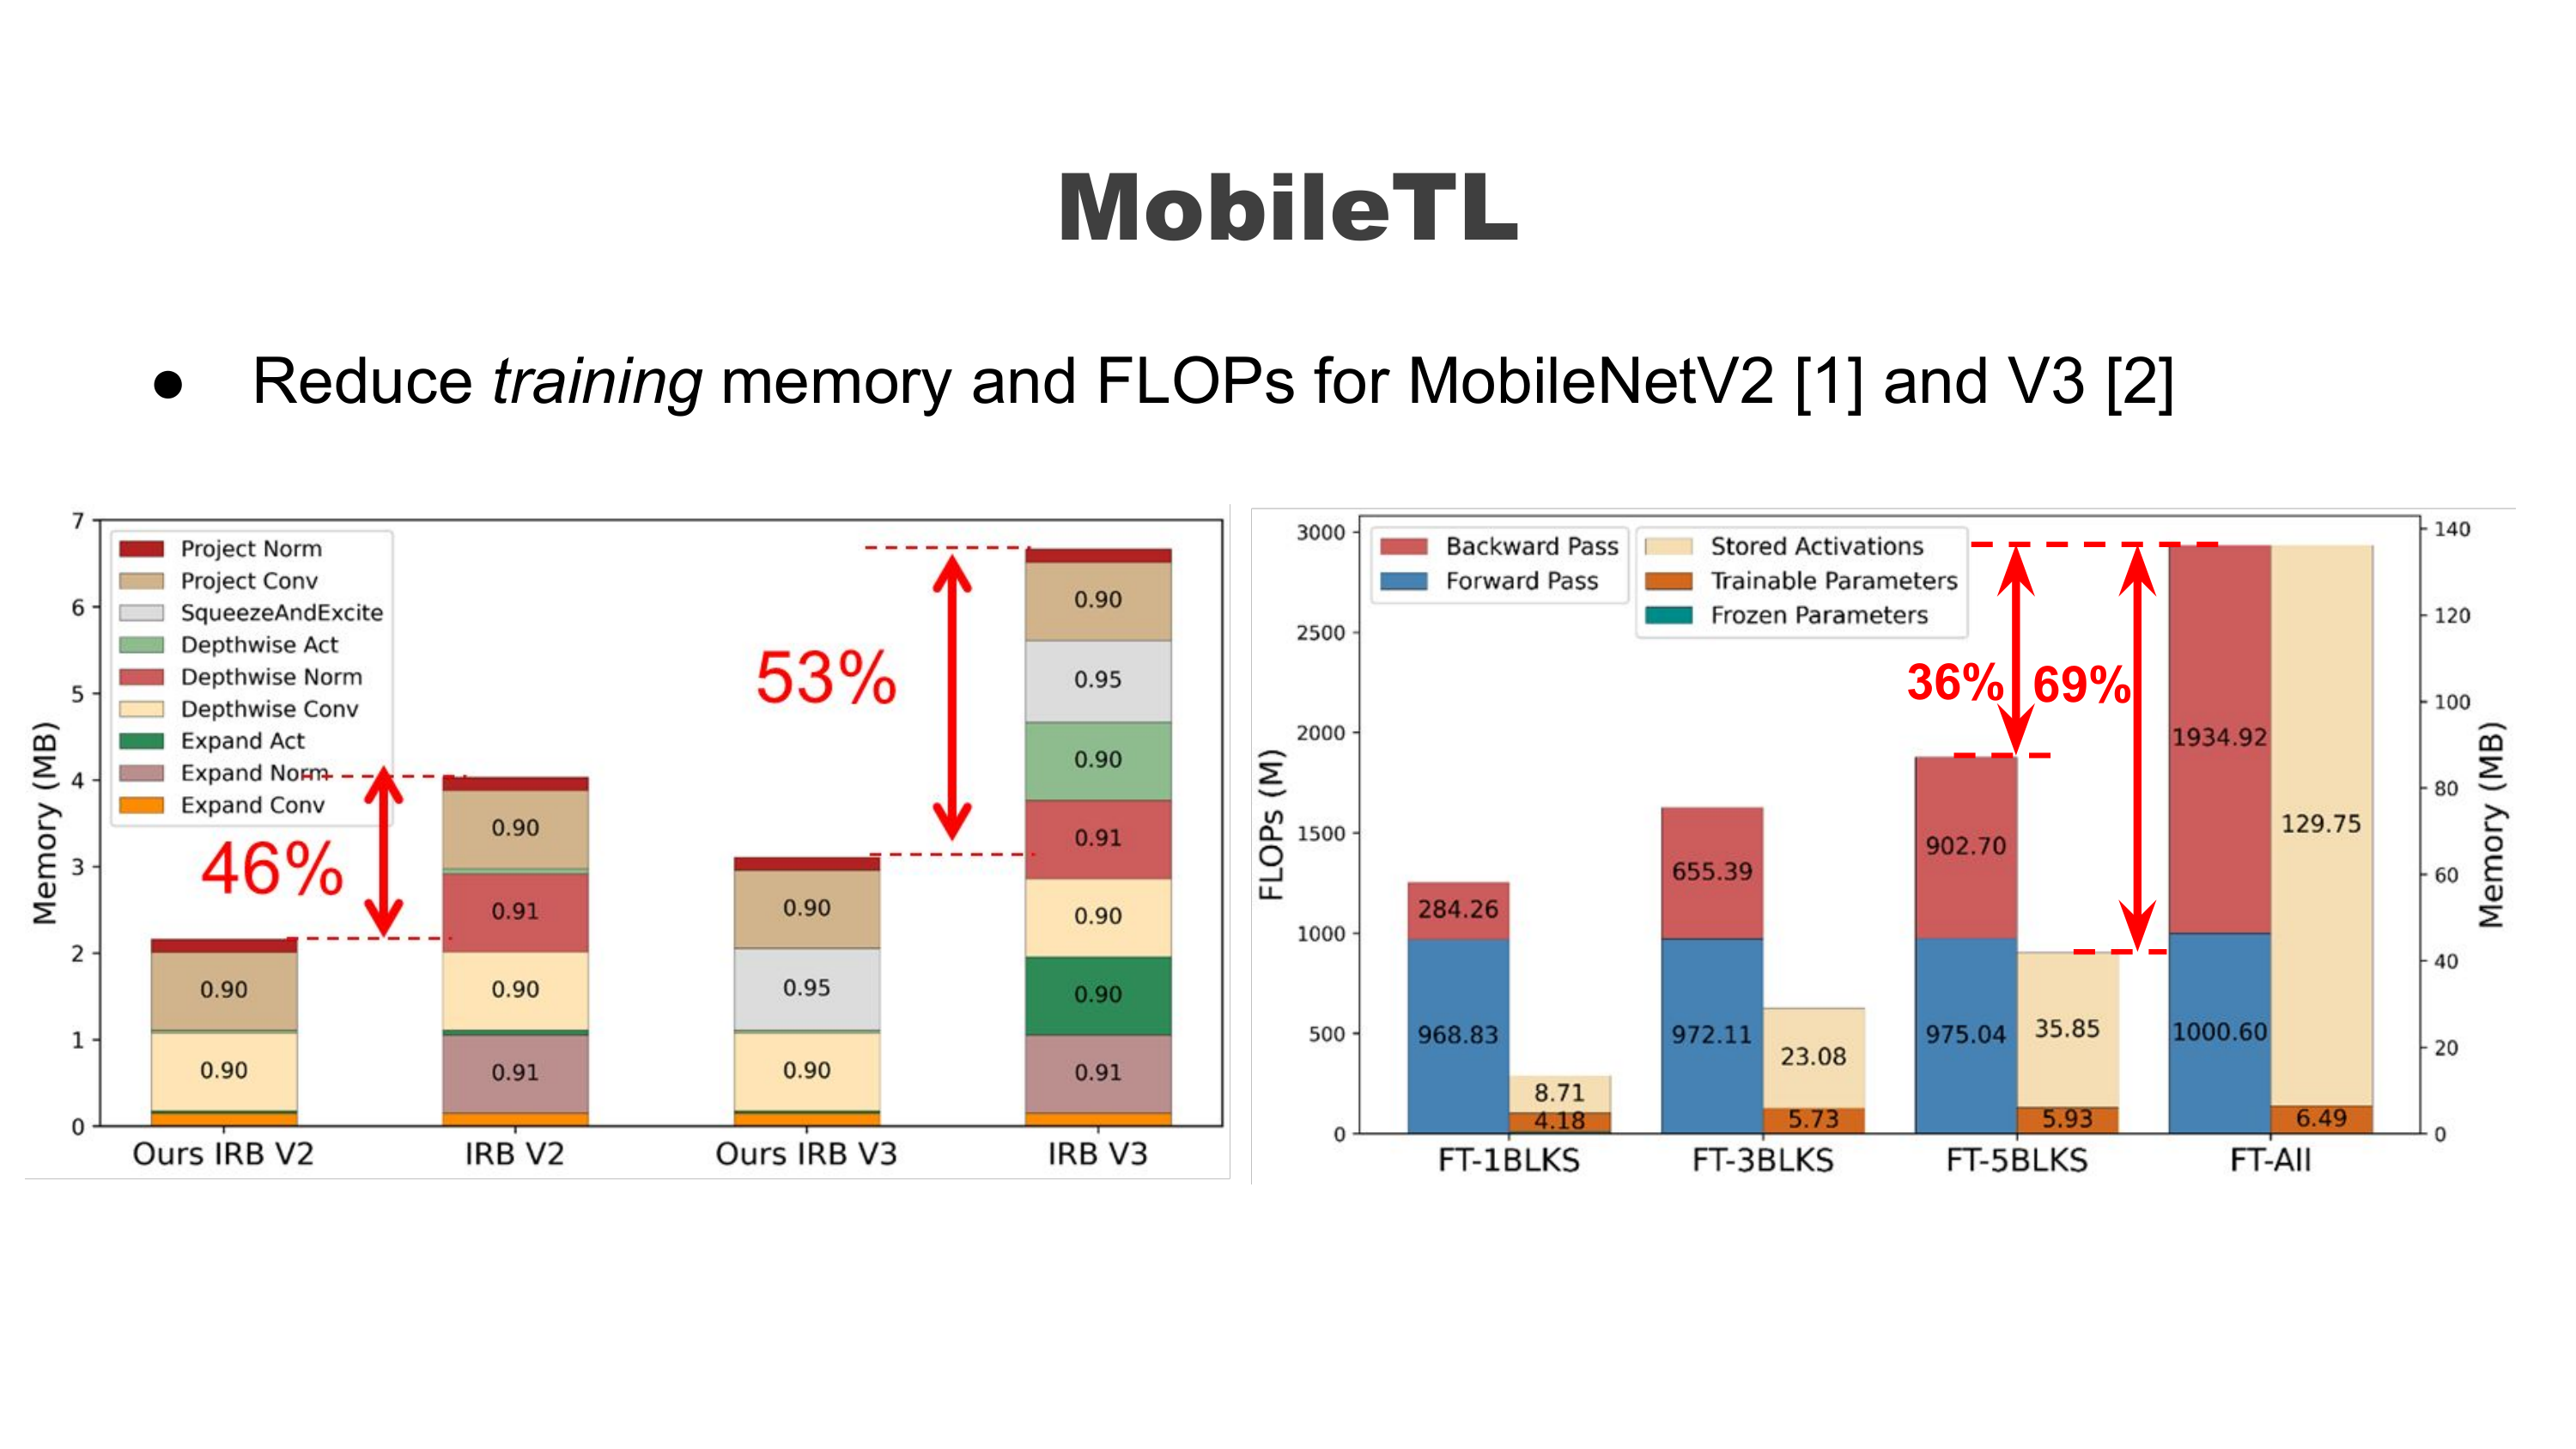 MobileTL
● Reduce training memory and FLOPs for MobileNetV2 [1] and V3 [2]
Memory (MB)
7
6
5
4
3
2
1
0
Project Norm
Project Conv
SqueezeAndExcite
Depthwise Act
Depthwise Norm
Depthwise Conv
Expand Act
Expand Norm
Expand Conv
46%
53%
0.90
0.90
0.90
0.91
0.90
0.91
0.90
0.95
0.90
0.90
0.95
0.90
0.91
0.90
0.90
0.91
Ours IRB V2
IRB V2
Ours IRB V3
IRB V3
FLOPs (M)
3000
2500
2000
1500
1000
500
0
Backward Pass
Forward Pass
Stored Activations
Trainable Parameters
Frozen Parameters
36%
69%
284.26
968.83
8.71
4.18
655.39
972.11
23.08
5.73
902.70
975.04
35.85
5.93
1934.92
1000.60
129.75
6.49
FT-1BLKS
FT-3BLKS
FT-5BLKS
FT-All
140
120
100
80
60
40
20
0
Memory (MB)